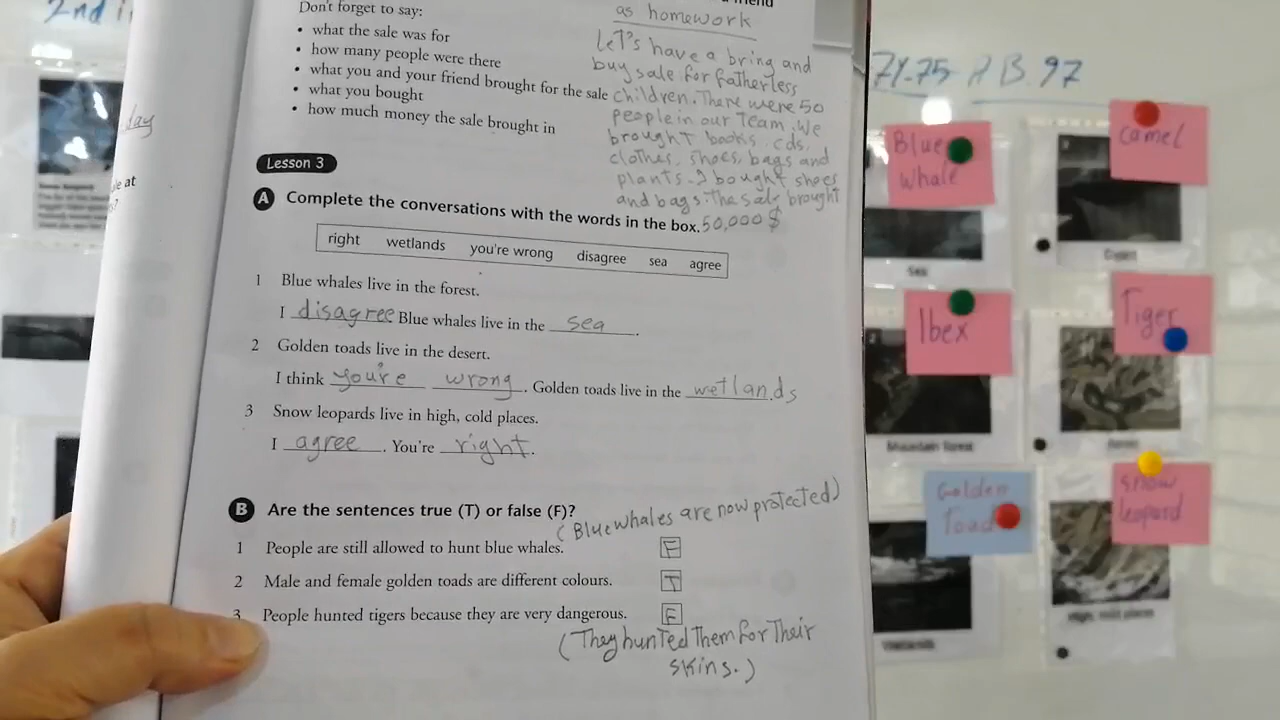 2nd
Don't forget to say:
• what the sale was for
• how many people were there
• what you and your friend brought for the sale
• what you bought
• how much money the sale brought in
as homework
Let's have a bring and
buy sale for fatherless
children. There were 50
people in our team. We
brought books, cds,
clothes, shoes, bags and
plants. I bought shoes
and bags. The sale brought
50,000 $
Lesson 3
A Complete the conversations with the words in the box.
right wetlands you're wrong disagree sea agree
1 Blue whales live in the forest.
I disagree Blue whales live in the sea.
2 Golden toads live in the desert.
I think you're wrong. Golden toads live in the wetlands
3 Snow leopards live in high, cold places.
I agree. You're right.
B Are the sentences true (T) or false (F)?
(Blue whales are now protected)
1 People are still allowed to hunt blue whales. F
2 Male and female golden toads are different colours. T
3 People hunted tigers because they are very dangerous. F
(They hunted Them for Their
skins.)
day
74-75 A B. 97
Blue
whale
camel
Sea
Ibex
Tiger
Golden
Toad
snow
leopard